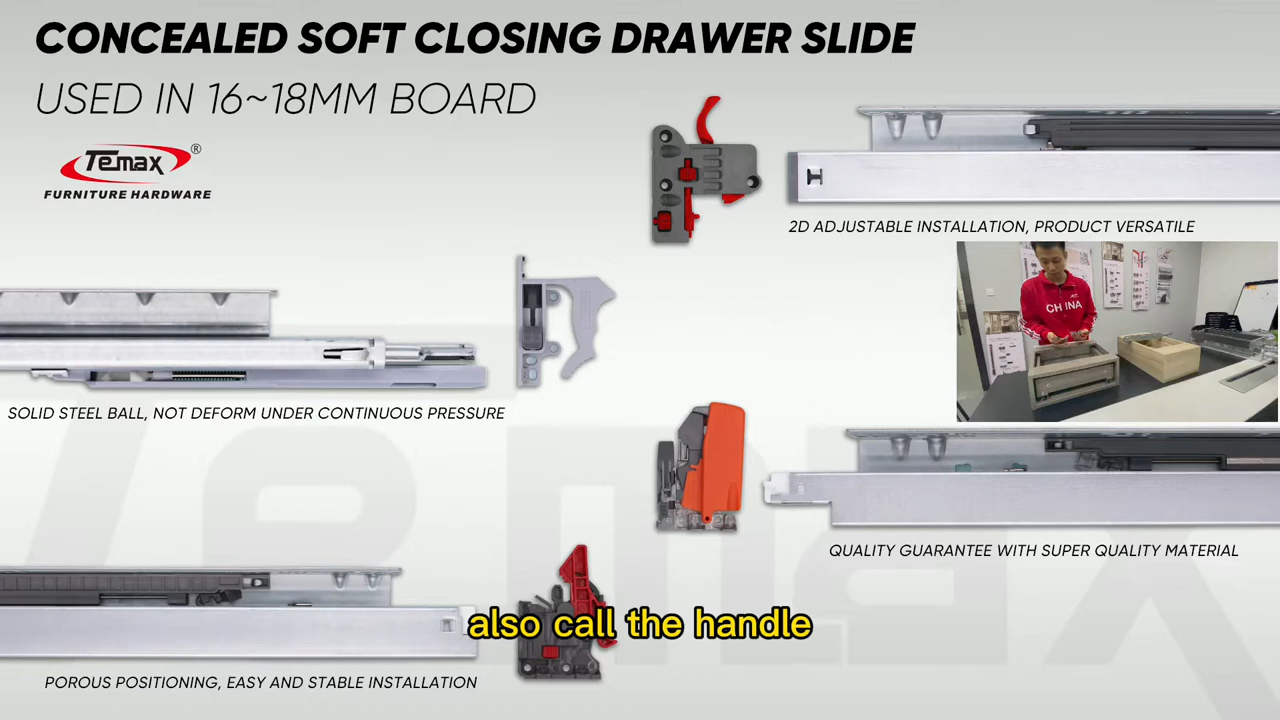 CONCEALED SOFT CLOSING DRAWER SLIDE
USED IN 16~18MM BOARD
Temax®
FURNITURE HARDWARE
2D ADJUSTABLE INSTALLATION, PRODUCT VERSATILE
CHINA
SOLID STEEL BALL, NOT DEFORM UNDER CONTINUOUS PRESSURE
QUALITY GUARANTEE WITH SUPER QUALITY MATERIAL
also call the handle
POROUS POSITIONING, EASY AND STABLE INSTALLATION
Temax